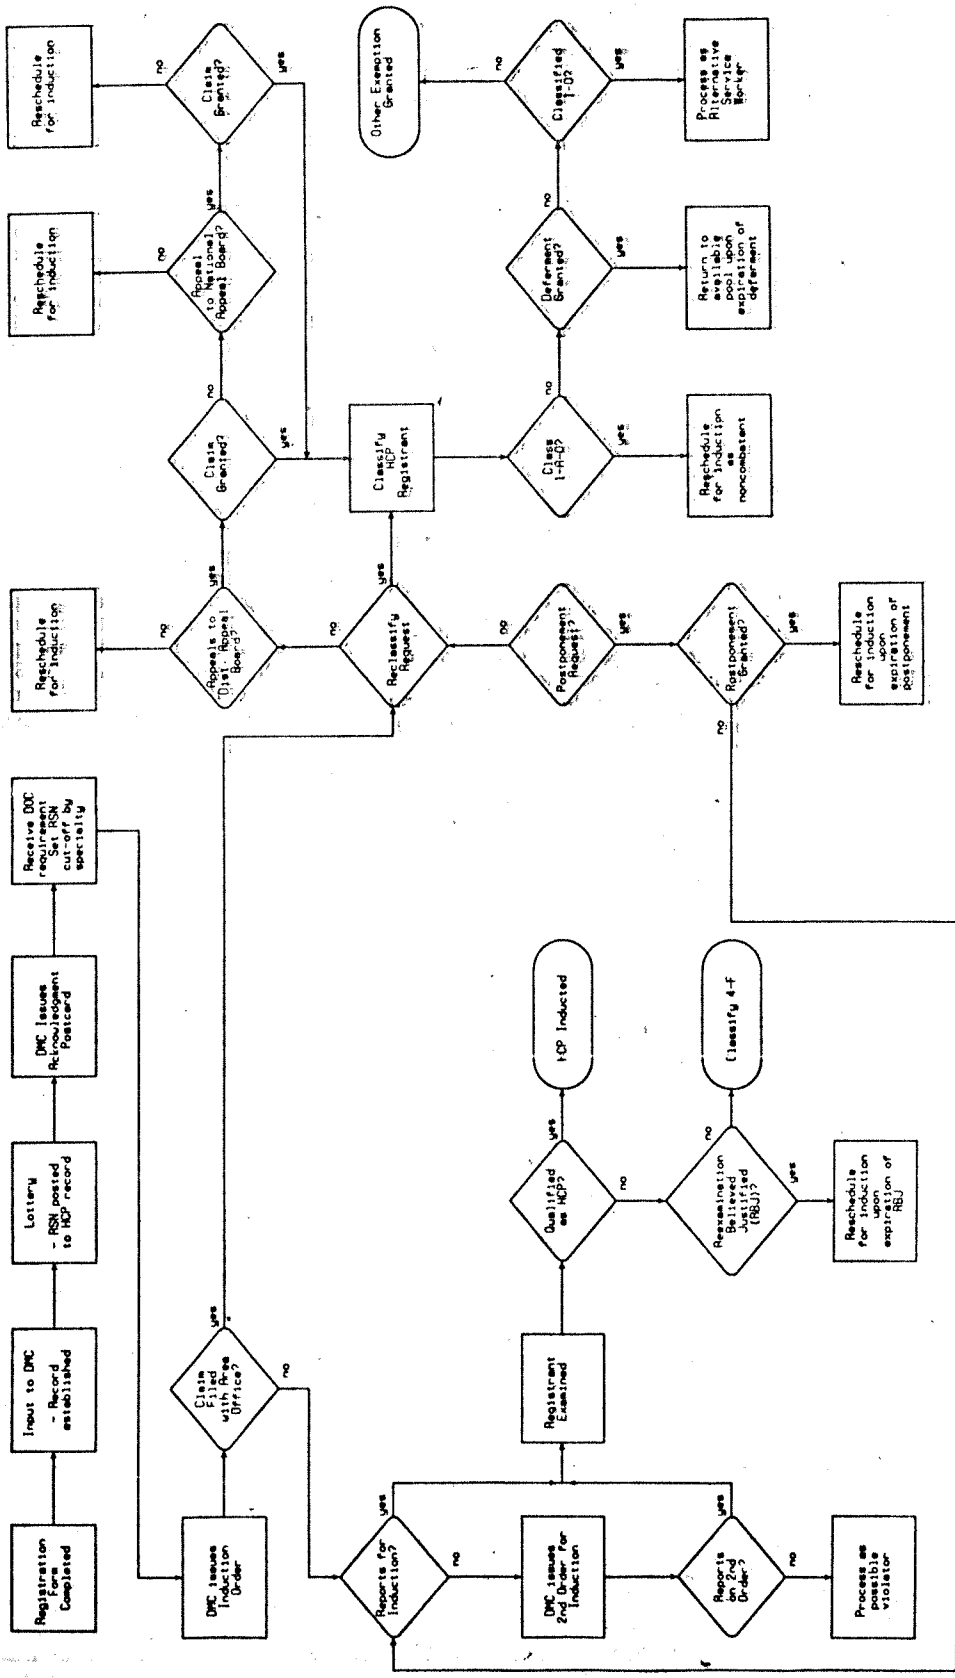 Registration
Form
Completed
Input to DMC
- Record
established
Lottery
- RSN posted
to HCP record
DMC Issues
Acknowledgment
Postcard
Receive DOC
requirement
Set RSN
cut-off by
specialty
DMC issues
Induction
Order
Claim
Filed
with Area
Office?
yes
no
Reports for
Induction?
yes
no
DMC issues
2nd Order for
Induction
Reports
on 2nd
Order?
yes
no
Process as
possible
violator
Registrant
Examined
Qualified
as HCP?
yes
no
HCP Inducted
Reexamination
Believed
Justified
(RBJ)?
no
yes
Classify 4-F
Reschedule
for induction
upon
expiration of
RBJ
Reschedule
for induction
no
Appeals to
Dist Appeal
Board?
yes
no
Reclassify
Request
yes
no
Postponement
Request?
yes
Postponement
Granted?
no
yes
Reschedule
for induction
upon
expiration of
postponement
Claim
Granted?
no
yes
Classify
HCP
Registrant
Reschedule
for induction
no
Appeal
to National
Appeal Board?
yes
Reschedule
for induction
no
Claim
Granted?
yes
Class
1-A-O?
no
yes
Reschedule
for induction
as
noncombatant
Deferment
Granted?
no
yes
Return to
available
pool upon
expiration of
deferment
Classified
1-O?
no
yes
Other Exemption
Granted
Process as
Alternative
Service
Worker